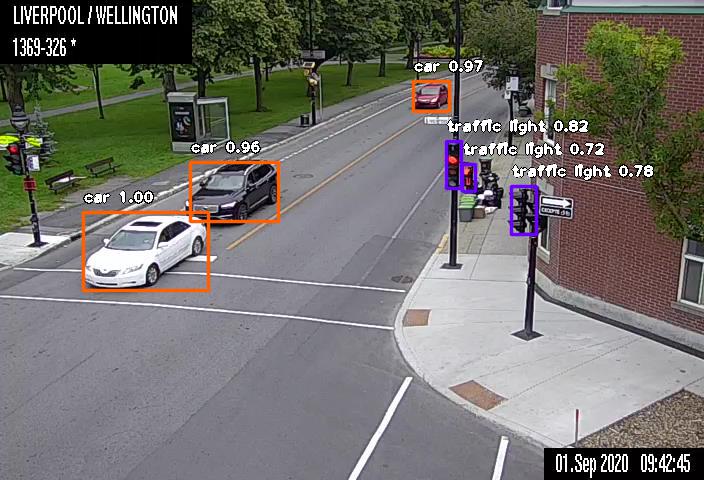 LIVERPOOL / WELLINGTON
1369-326 *
car 0.97
traffic light 0.82
car 0.96
traffic light 0.72
traffic light 0.78
car 1.00
01.Sep 2020 09:42:45